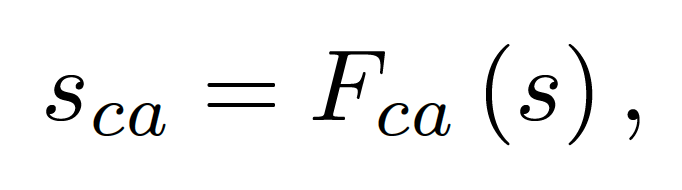 s_{ca} = F_{ca} (s) ,